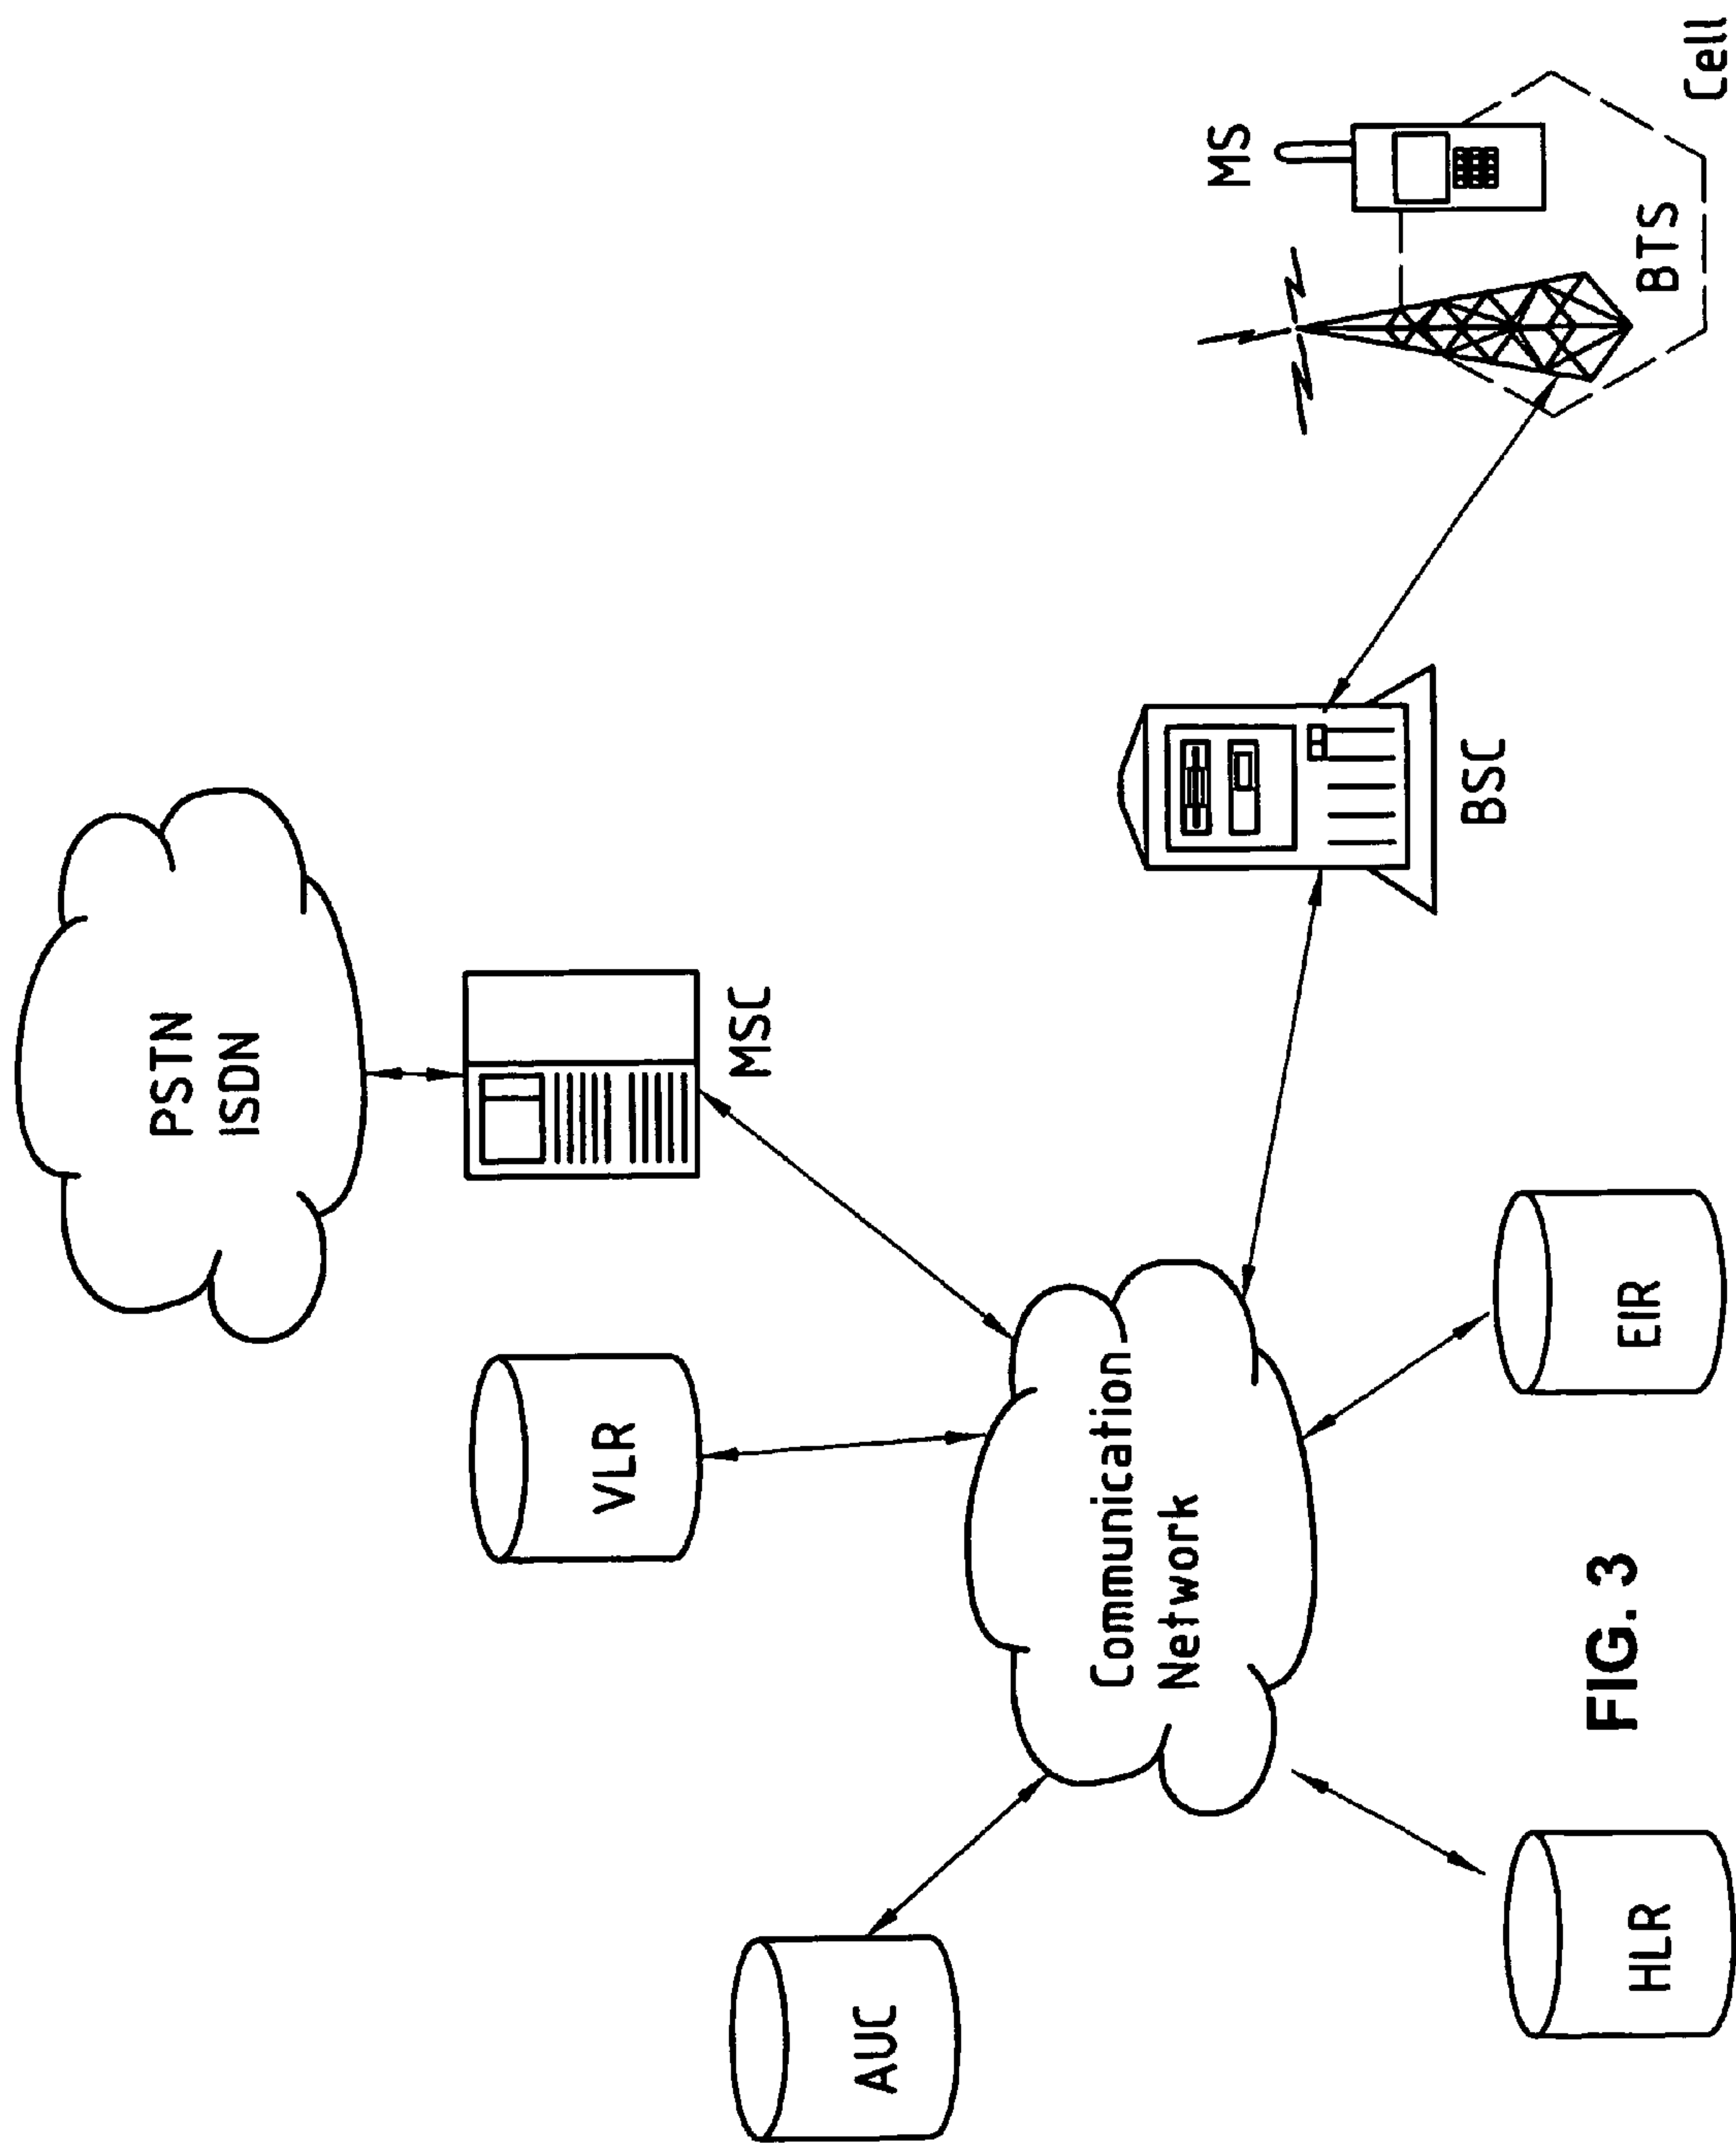 PSTN
ISDN
MSC
VLR
AUC
Communication
Network
MS
BTS
Cell
BSC
EIR
HLR
FIG. 3